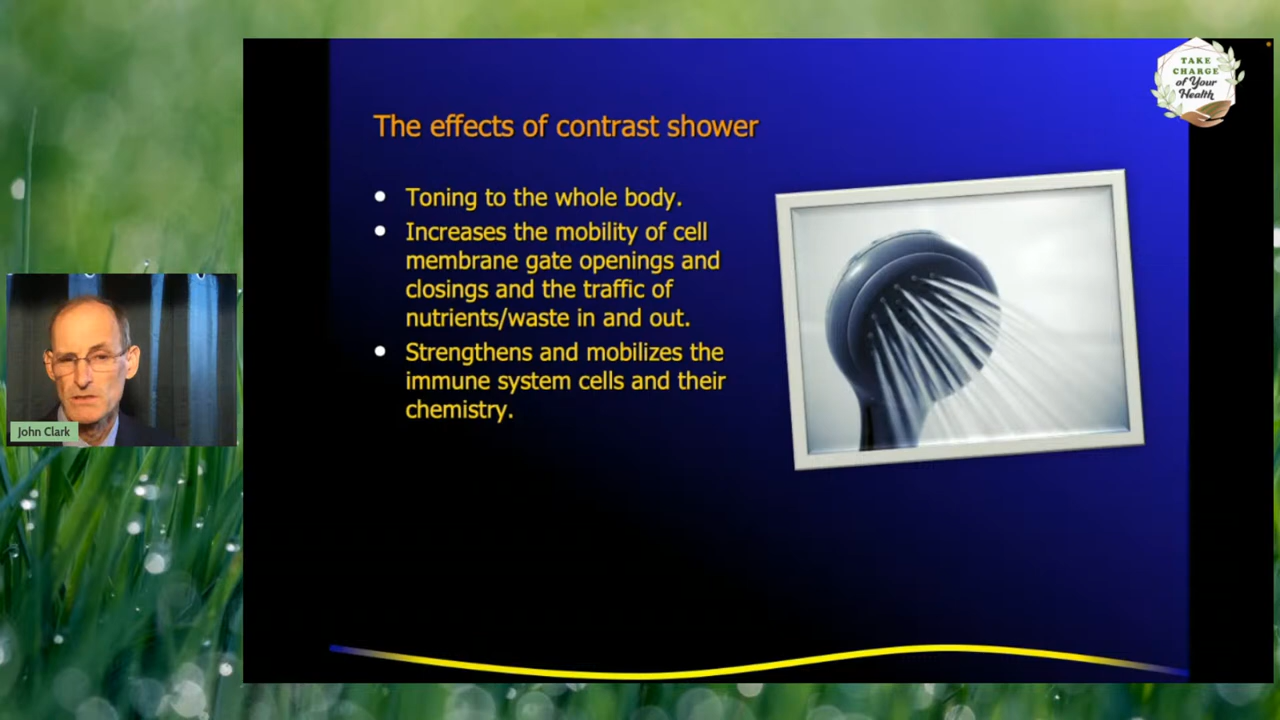 TAKE
CHARGE
of Your
Health
The effects of contrast shower
• Toning to the whole body.
• Increases the mobility of cell
membrane gate openings and
closings and the traffic of
nutrients/waste in and out.
• Strengthens and mobilizes the
immune system cells and their
chemistry.
John Clark